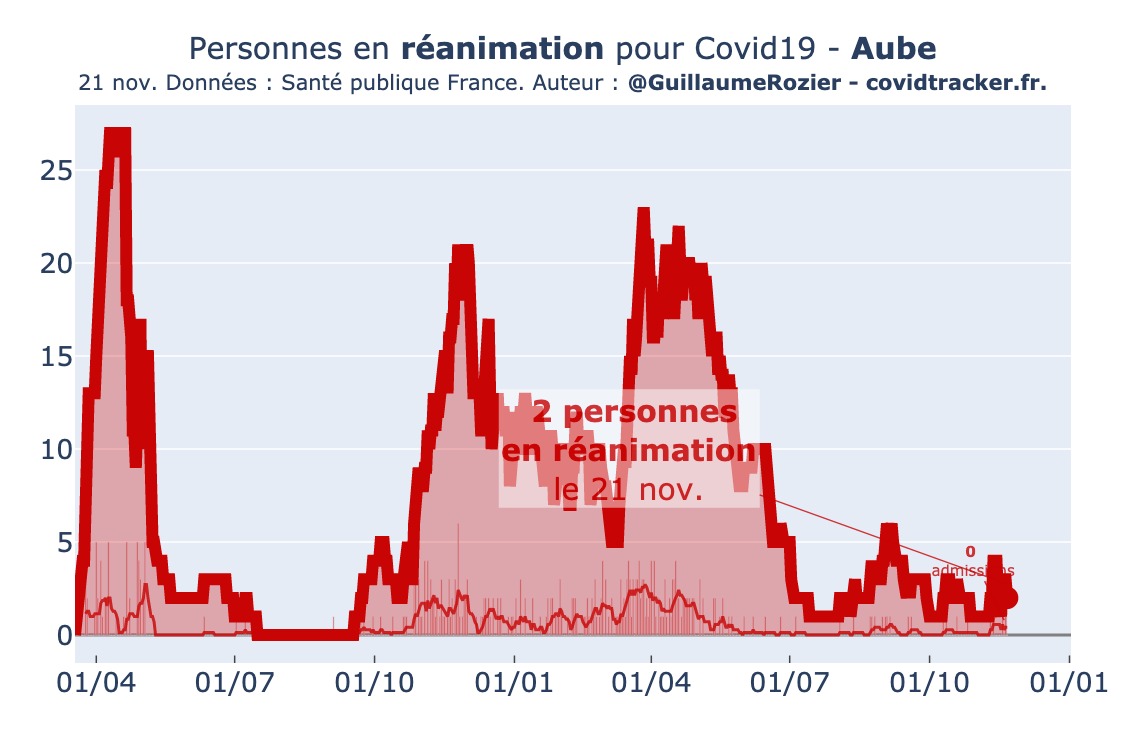 Personnes en réanimation pour Covid19 - Aube
21 nov. Données : Santé publique France. Auteur : @GuillaumeRozier - covidtracker.fr.
25
20
15
10
5
0
2 personnes
en réanimation
le 21 nov.
0
admissions
01/04 01/07 01/10 01/01 01/04 01/07 01/10 01/01